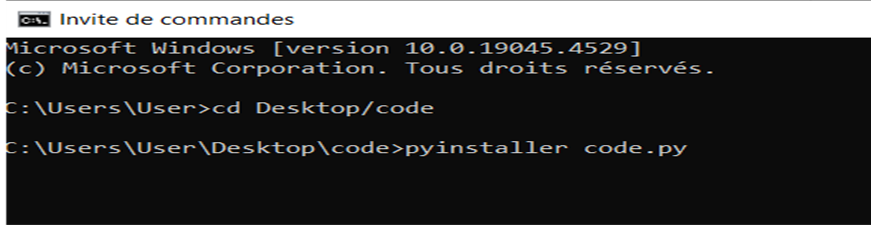 Invite de commandes
Microsoft Windows [version 10.0.19045.4529]
(c) Microsoft Corporation. Tous droits réservés.
C:\Users\User>cd Desktop/code
C:\Users\User\Desktop\code>pyinstaller code.py